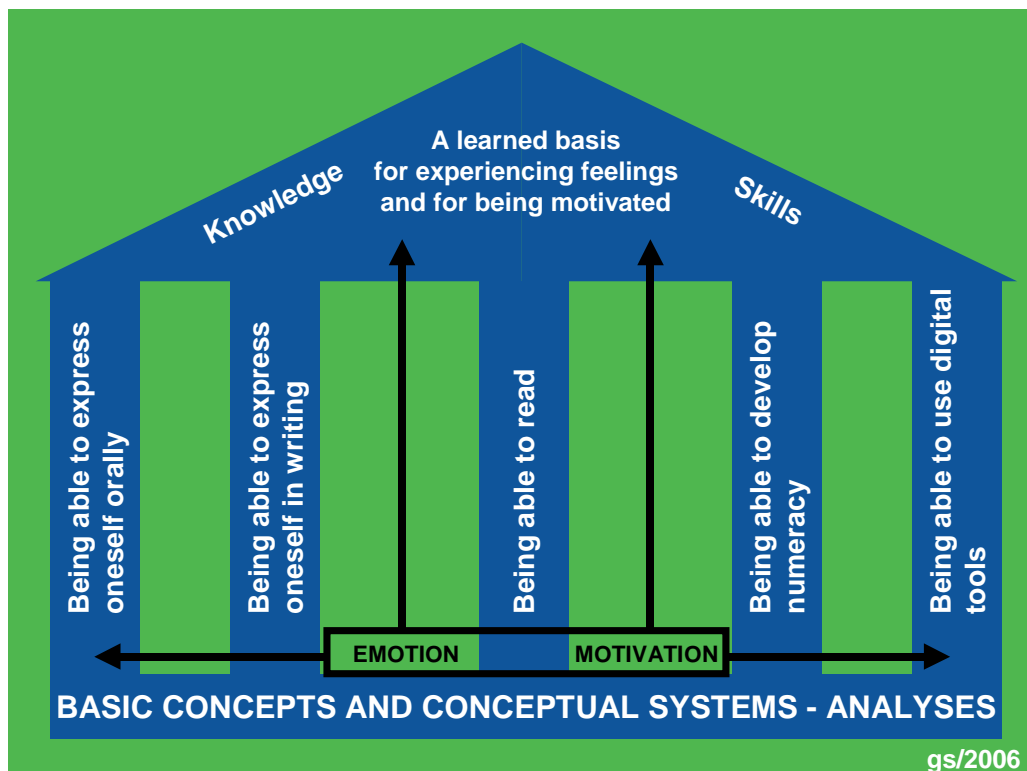 A learned basis
for experiencing feelings
and for being motivated
Knowledge
Skills
Being able to express
oneself orally
Being able to express
oneself in writing
Being able to read
Being able to develop
numeracy
Being able to use digital
tools
EMOTION
MOTIVATION
BASIC CONCEPTS AND CONCEPTUAL SYSTEMS - ANALYSES
gs/2006